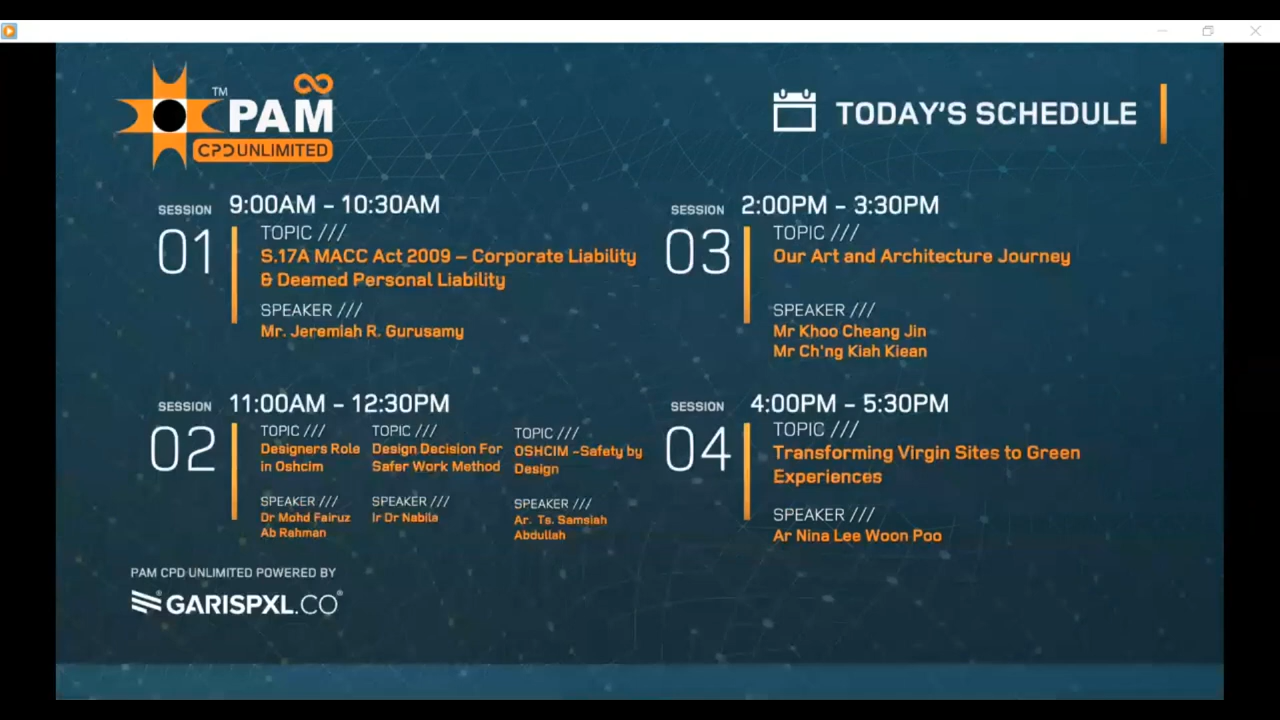 TM
∞
PAM
CPD UNLIMITED
TODAY'S SCHEDULE
SESSION
01
9:00AM – 10:30AM
TOPIC ///
S.17A MACC Act 2009 – Corporate Liability
& Deemed Personal Liability
SPEAKER ///
Mr. Jeremiah R. Gurusamy
SESSION
02
11:00AM – 12:30PM
TOPIC ///
Designers Role
in Oshcim
SPEAKER ///
Dr Mohd Fairuz
Ab Rahman
TOPIC ///
Design Decision For
Safer Work Method
SPEAKER ///
Ir Dr Nabila
TOPIC ///
OSHCIM -Safety by
Design
SPEAKER ///
Ar. Ts. Samsiah
Abdullah
SESSION
03
2:00PM – 3:30PM
TOPIC ///
Our Art and Architecture Journey
SPEAKER ///
Mr Khoo Cheang Jin
Mr Ch'ng Kiah Kiean
SESSION
04
4:00PM – 5:30PM
TOPIC ///
Transforming Virgin Sites to Green
Experiences
SPEAKER ///
Ar Nina Lee Woon Poo
PAM CPD UNLIMITED POWERED BY
GARISPXL.CO®